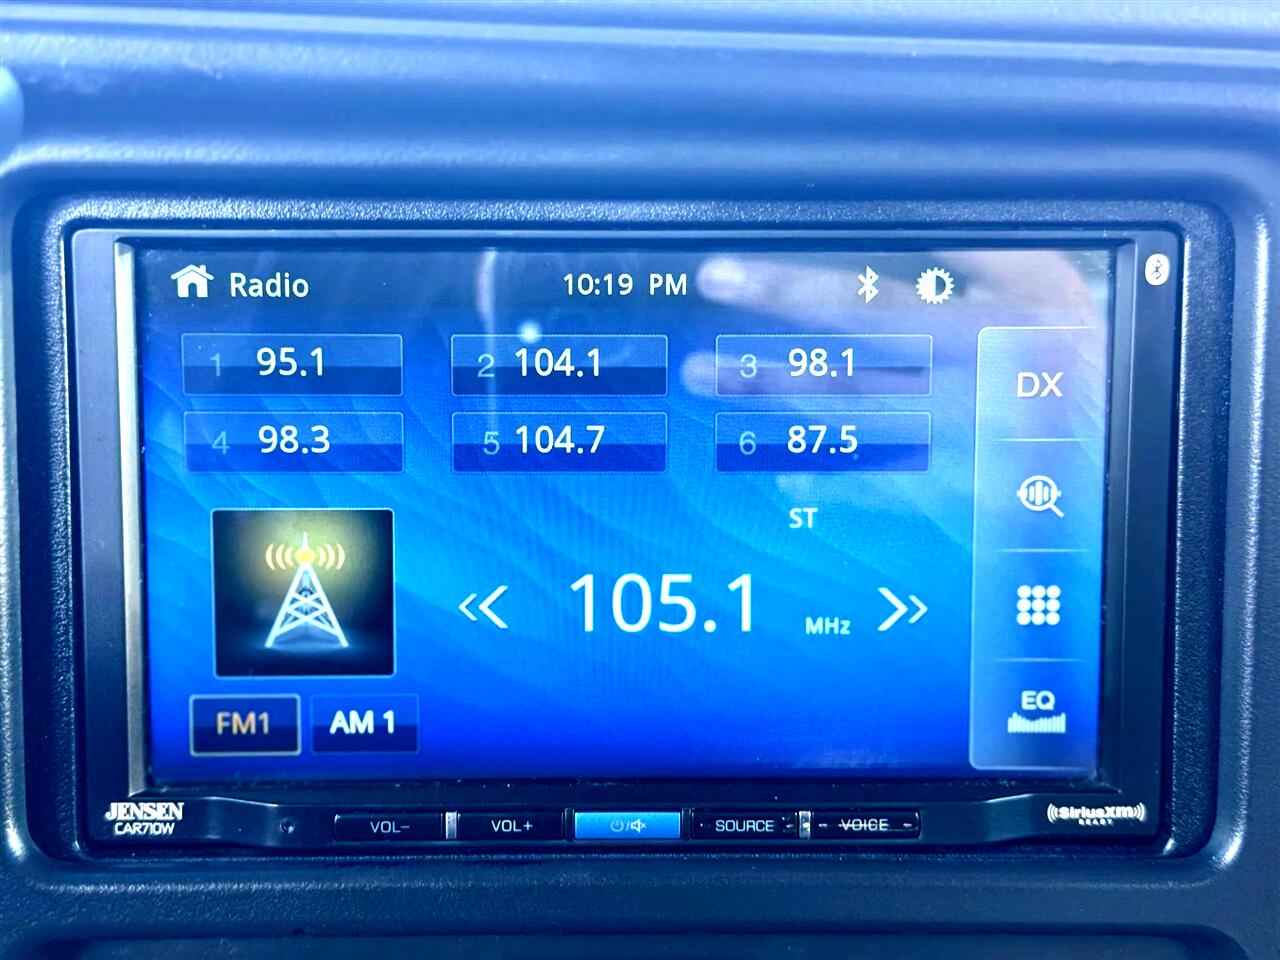 Radio 10:19 PM
1 95.1 2 104.1 3 98.1
DX
4 98.3 5 104.7 6 87.5
ST
105.1 MHz
EQ
FM1 AM 1
JENSEN
CAR710W
VOL- VOL+ SOURCE VOICE
((SiriusXM))
READY